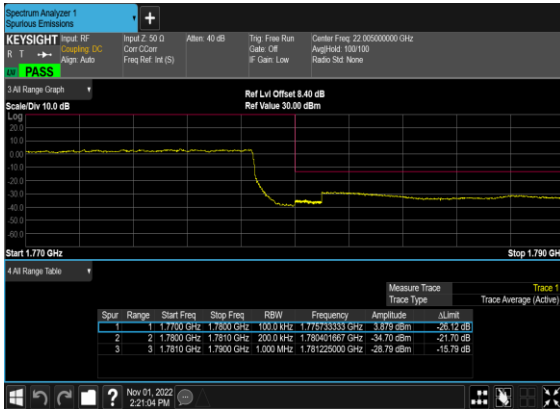 Spectrum Analyzer 1
Spurious Emissions
KEYSIGHT
R T
LXI PASS
Input: RF
Coupling: DC
Align: Auto
Input Z: 50 Ω
Corr CCorr
Freq Ref: Int (S)
Atten: 40 dB
Trig: Free Run
Gate: Off
IF Gain: Low
Center Freq: 22.005000000 GHz
Avg|Hold: 100/100
Radio Std: None
3 All Range Graph
Scale/Div 10.0 dB
Ref Lvl Offset 8.40 dB
Ref Value 30.00 dBm
Log
20.0
10.0
0.00
-10.0
-20.0
-30.0
-40.0
-50.0
-60.0
Start 1.770 GHz
Stop 1.790 GH
4 All Range Table
Measure Trace Trace 1
Trace Type Trace Average (Active)
Spur Range Start Freq Stop Freq RBW Frequency Amplitude ΔLimit
1 1 1.7700 GHz 1.7800 GHz 100.0 kHz 1.775733333 GHz 3.879 dBm -26.12 dB
2 2 1.7800 GHz 1.7810 GHz 200.0 kHz 1.780401667 GHz -34.70 dBm -21.70 dB
3 3 1.7810 GHz 1.7900 GHz 1.000 MHz 1.781225000 GHz -28.79 dBm -15.79 dB
?
Nov 01, 2022
2:21:04 PM